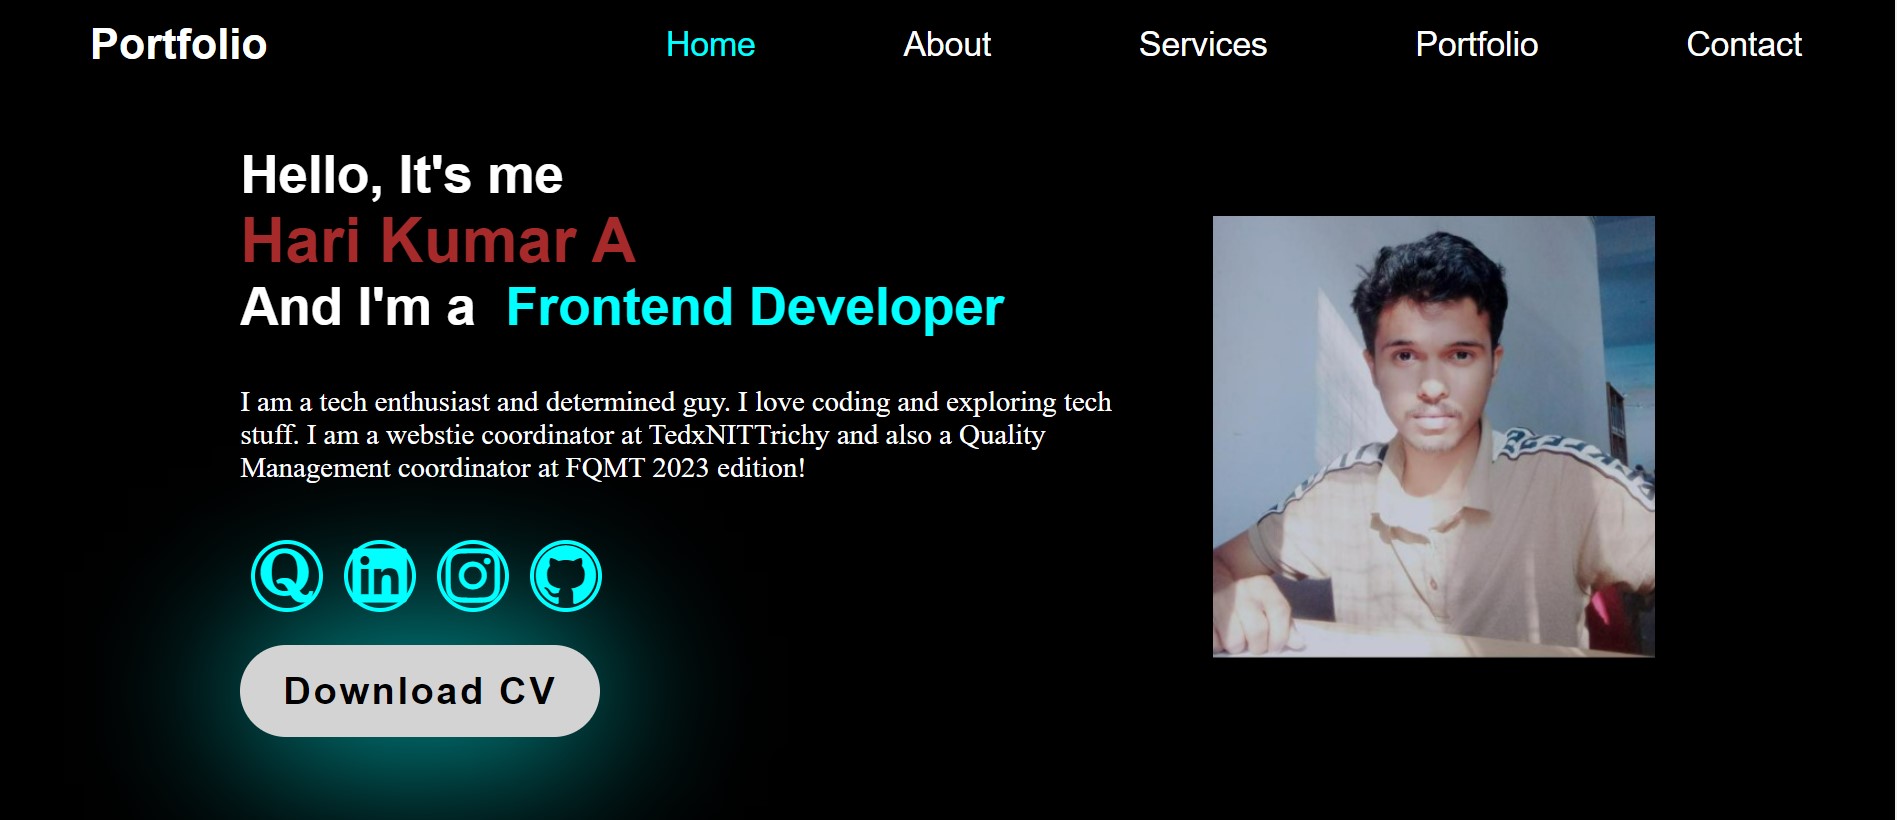 Portfolio
Home
About
Services
Portfolio
Contact
Hello, It's me
Hari Kumar A
And I'm a Frontend Developer
I am a tech enthusiast and determined guy. I love coding and exploring tech
stuff. I am a webstie coordinator at TedxNITTrichy and also a Quality
Management coordinator at FQMT 2023 edition!
Q in
Download CV